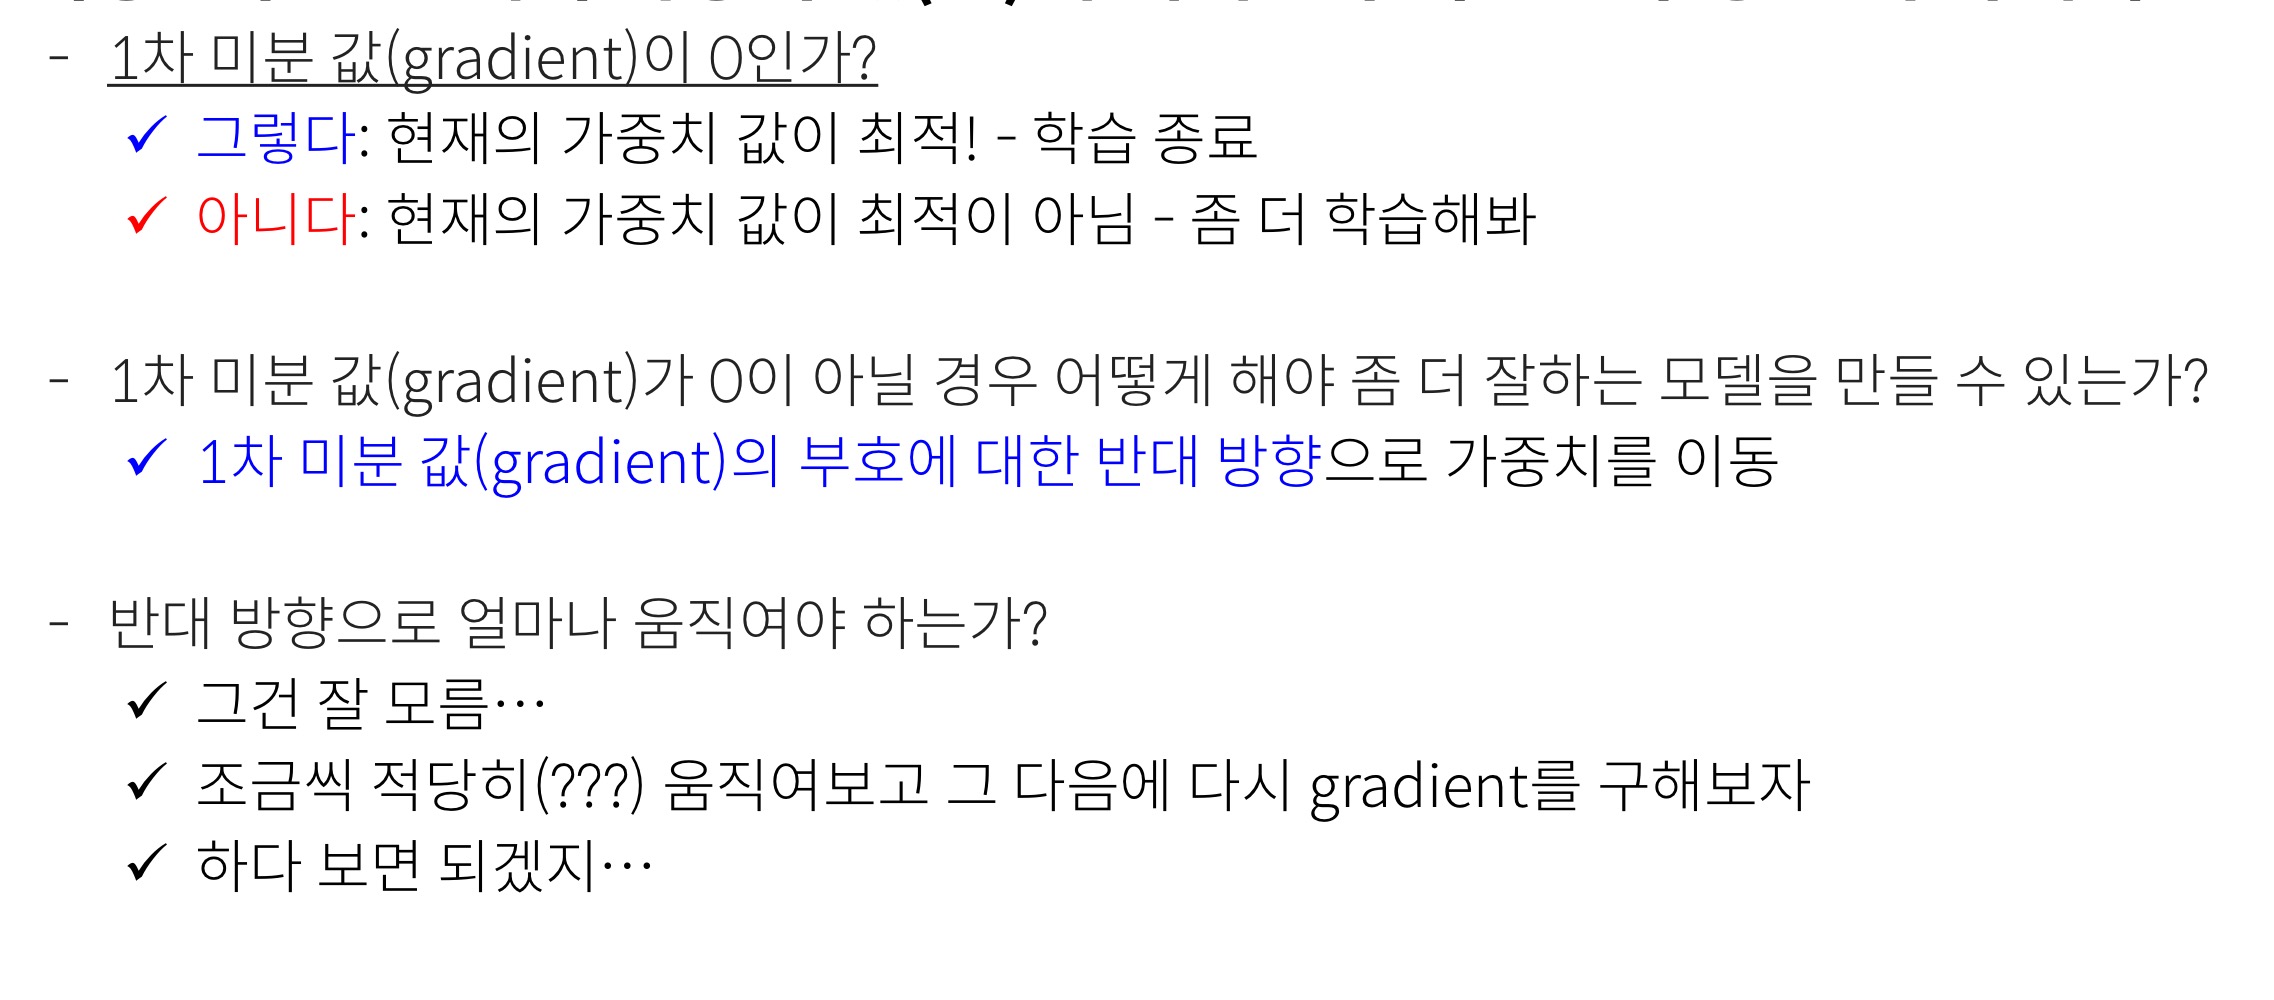 - 1차 미분 값(gradient)이 0인가?
✓ 그렇다: 현재의 가중치 값이 최적! - 학습 종료
✓ 아니다: 현재의 가중치 값이 최적이 아님 - 좀 더 학습해봐
- 1차 미분 값(gradient)가 0이 아닐 경우 어떻게 해야 좀 더 잘하는 모델을 만들 수 있는가?
✓ 1차 미분 값(gradient)의 부호에 대한 반대 방향으로 가중치를 이동
- 반대 방향으로 얼마나 움직여야 하는가?
✓ 그건 잘 모름…
✓ 조금씩 적당히(???) 움직여보고 그 다음에 다시 gradient를 구해보자
✓ 하다 보면 되겠지…